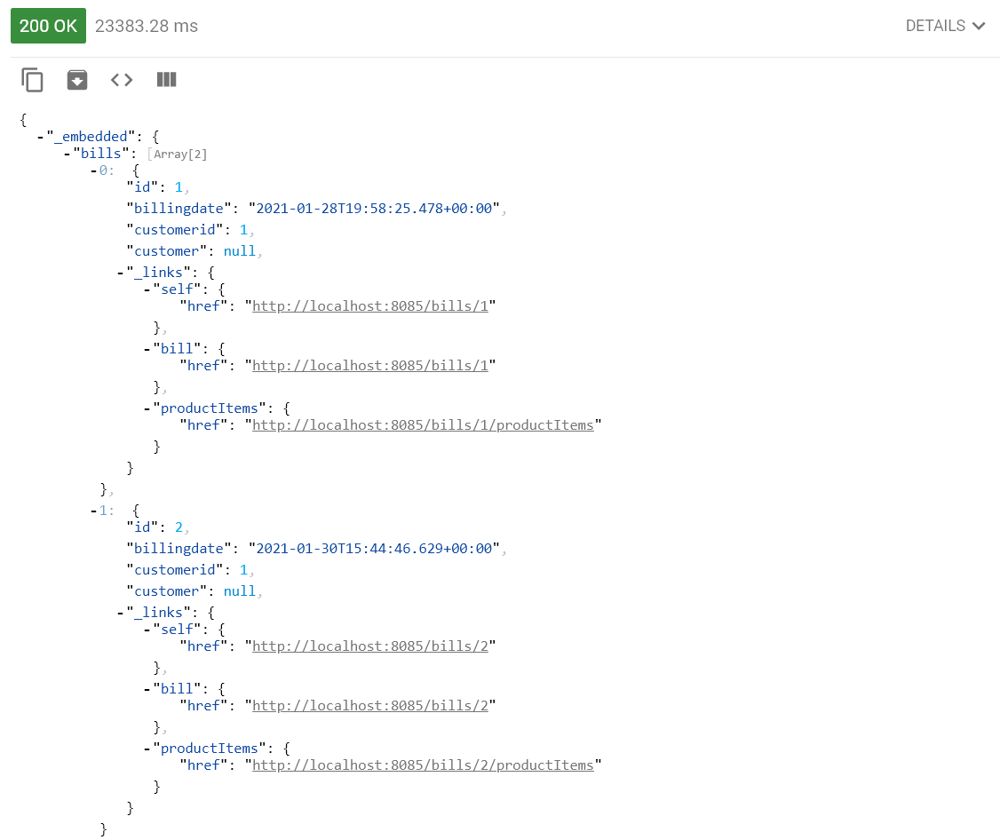 200 OK 23383.28 ms DETAILS
{
-"_embedded": {
-"bills": [Array[2]
-0: {
"id": 1,
"billingdate": "2021-01-28T19:58:25.478+00:00",
"customerid": 1,
"customer": null,
-"_links": {
-"self": {
"href": "http://localhost:8085/bills/1"
},
-"bill": {
"href": "http://localhost:8085/bills/1"
},
-"productItems": {
"href": "http://localhost:8085/bills/1/productItems"
}
}
},
-1: {
"id": 2,
"billingdate": "2021-01-30T15:44:46.629+00:00",
"customerid": 1,
"customer": null,
-"_links": {
-"self": {
"href": "http://localhost:8085/bills/2"
},
-"bill": {
"href": "http://localhost:8085/bills/2"
},
-"productItems": {
"href": "http://localhost:8085/bills/2/productItems"
}
}
}